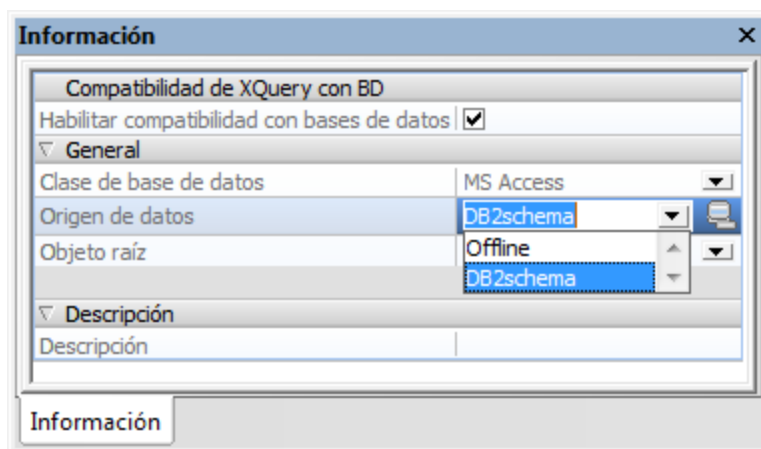 Información
Compatibilidad de XQuery con BD
Habilitar compatibilidad con bases de datos
General
Clase de base de datos MS Access
Origen de datos DB2schema
Objeto raíz Offline
DB2schema
Descripción
Descripción
Información